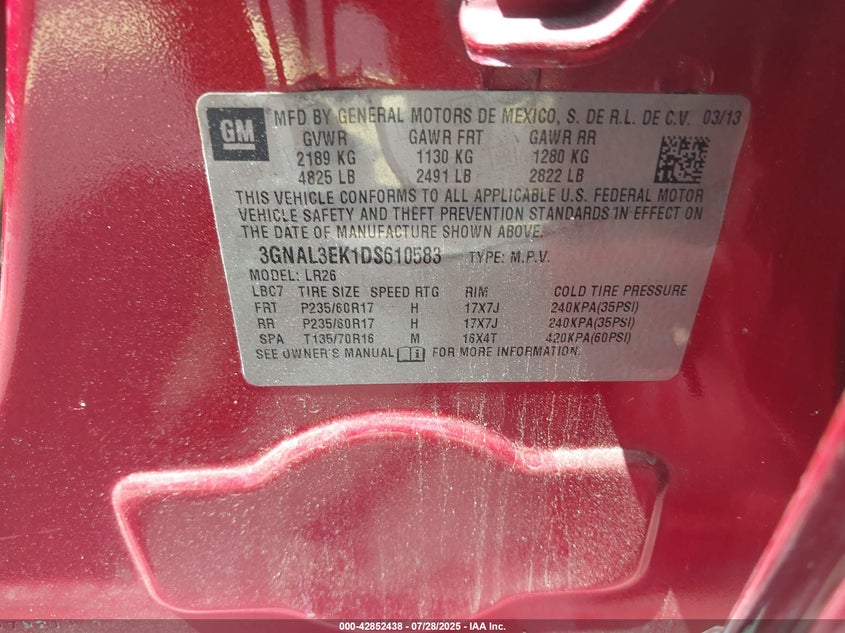 GM
MFD BY GENERAL MOTORS DE MEXICO, S. DE R.L. DE C.V. 03/13
GVWR GAWR FRT GAWR RR
2189 KG 1130 KG 1280 KG
4825 LB 2491 LB 2822 LB
THIS VEHICLE CONFORMS TO ALL APPLICABLE U.S. FEDERAL MOTOR
VEHICLE SAFETY AND THEFT PREVENTION STANDARDS IN EFFECT ON
THE DATE OF MANUFACTURE SHOWN ABOVE.
3GNAL3EK1DS610583 TYPE: M.P.V.
MODEL: LR26
LBC7 TIRE SIZE SPEED RTG RIM COLD TIRE PRESSURE
FRT P235/60R17 H 17X7J 240KPA(35PSI)
RR P235/60R17 H 17X7J 240KPA(35PSI)
SPA T135/70R16 M 16X4T 420KPA(60PSI)
SEE OWNER'S MANUAL FOR MORE INFORMATION.
000-42852438 - 07/28/2025 - IAA Inc.